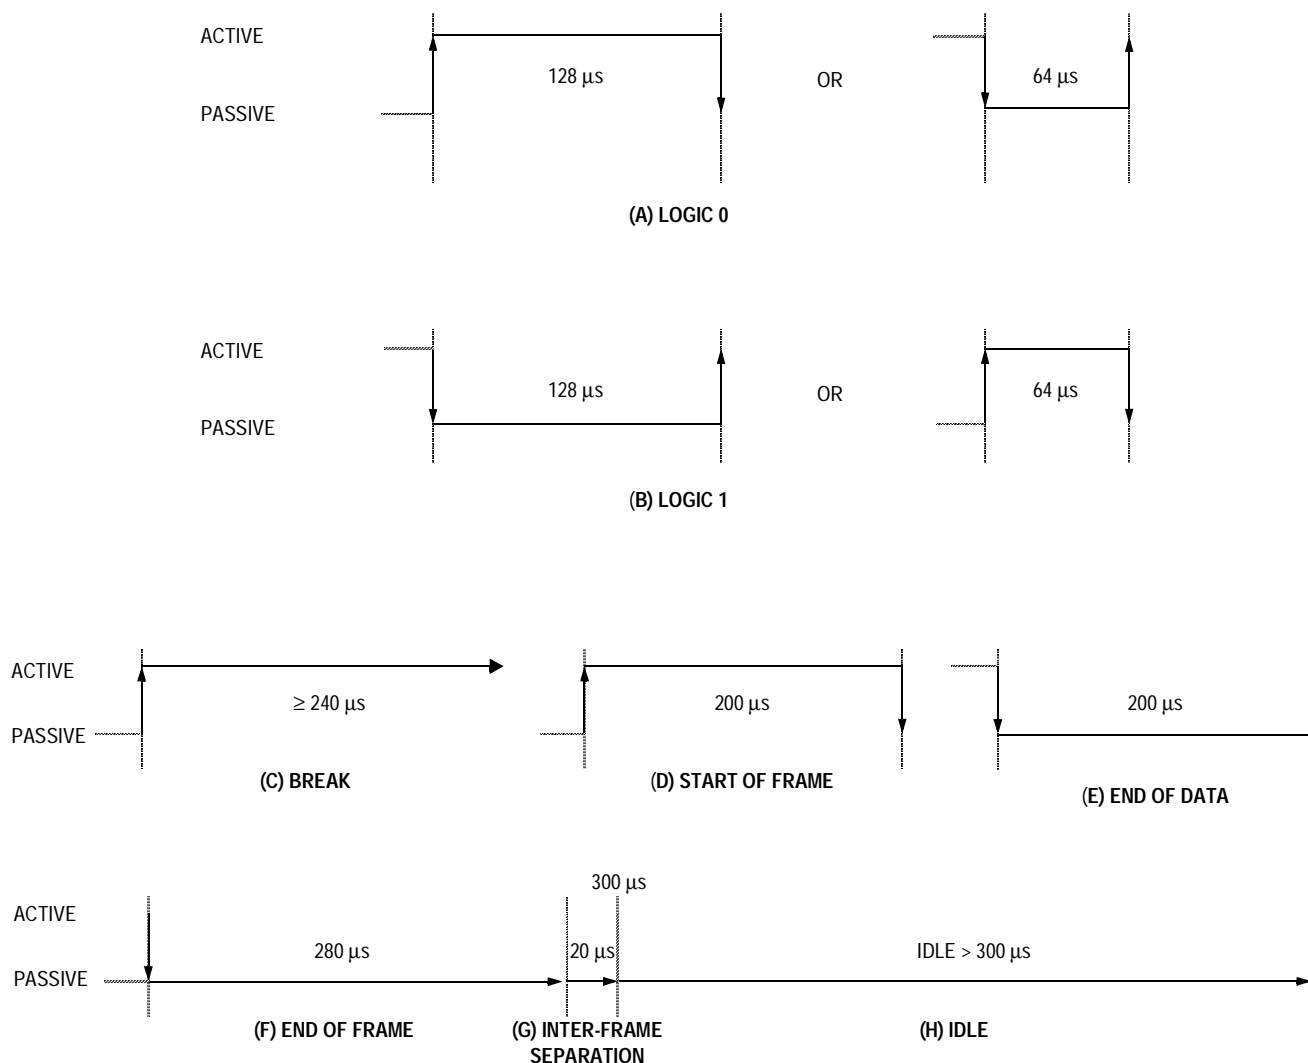 ACTIVE
128 µs
OR
64 µs
PASSIVE
(A) LOGIC 0
ACTIVE
128 µs
OR
64 µs
PASSIVE
(B) LOGIC 1
ACTIVE
≥ 240 µs
200 µs
200 µs
PASSIVE
(C) BREAK
(D) START OF FRAME
(E) END OF DATA
300 µs
ACTIVE
280 µs
20 µs
IDLE > 300 µs
PASSIVE
(F) END OF FRAME
(G) INTER-FRAME
SEPARATION
(H) IDLE